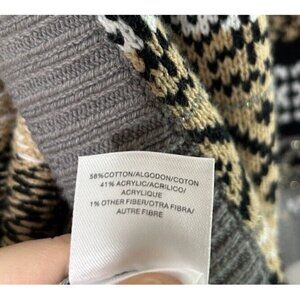 58%COTTON/ALGODON/COTON
41% ACRYLIC/ACRILICO/
ACRYLIQUE
1% OTHER FIBER/OTRA FIBRA/
AUTRE FIBRE